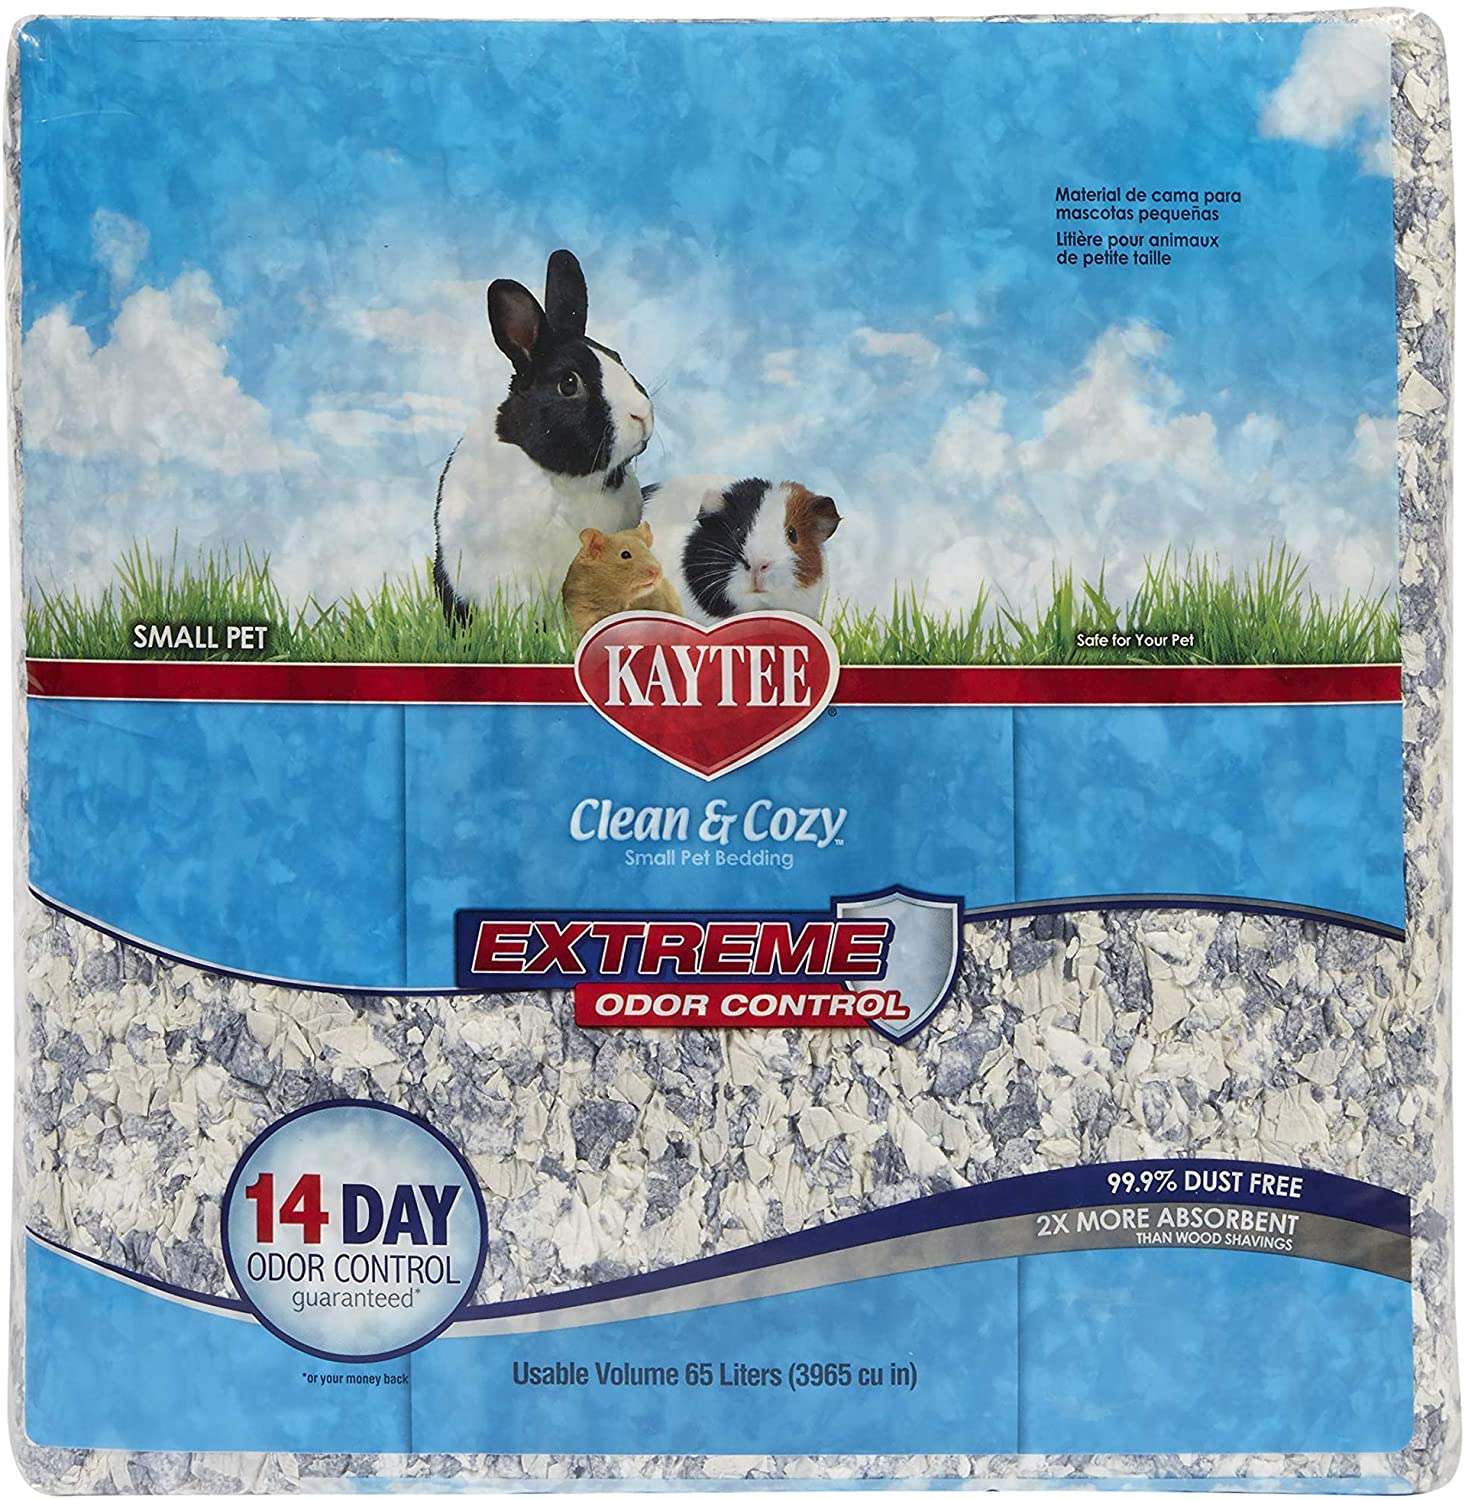 Material de cama para
mascotas pequeñas
Litière pour animaux
de petite taille
SMALL PET
Safe for Your Pet
KAYTEE®
Clean & Cozy™
Small Pet Bedding
EXTREME
ODOR CONTROL
99.9% DUST FREE
2X MORE ABSORBENT
THAN WOOD SHAVINGS
14 DAY
ODOR CONTROL
guaranteed*
*or your money back
Usable Volume 65 Liters (3965 cu in)